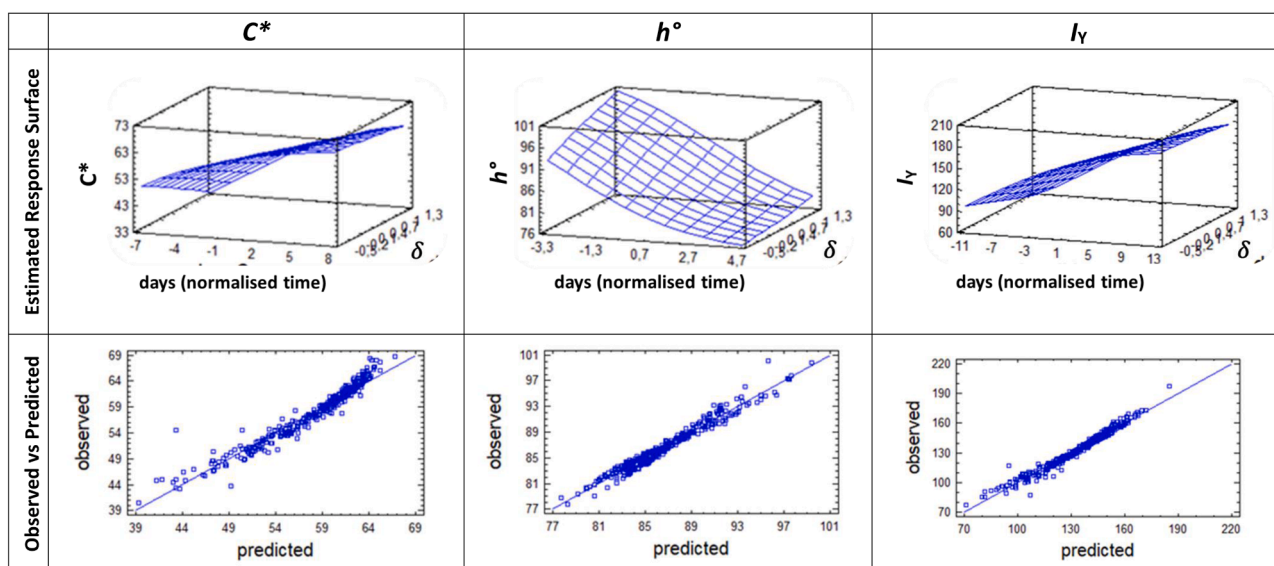 C* h° I_Y
Estimated Response Surface
73
63
53
43
33
C*
-7 -4 -1 2 5 8
1,3
δ
days (normalised time)
101
96
91
86
81
76
h°
-3,3 -1,3 0,7 2,7 4,7
1,3
δ
days (normalised time)
210
180
150
120
90
60
I_Y
-11 -7 -3 1 5 9 13
1,3
δ
days (normalised time)
Observed vs Predicted
69
64
59
54
49
44
39
observed
39 44 49 54 59 64 69
predicted
101
97
93
89
85
81
77
observed
77 81 85 89 93 97 101
predicted
220
190
160
130
100
70
observed
70 100 130 160 190 220
predicted